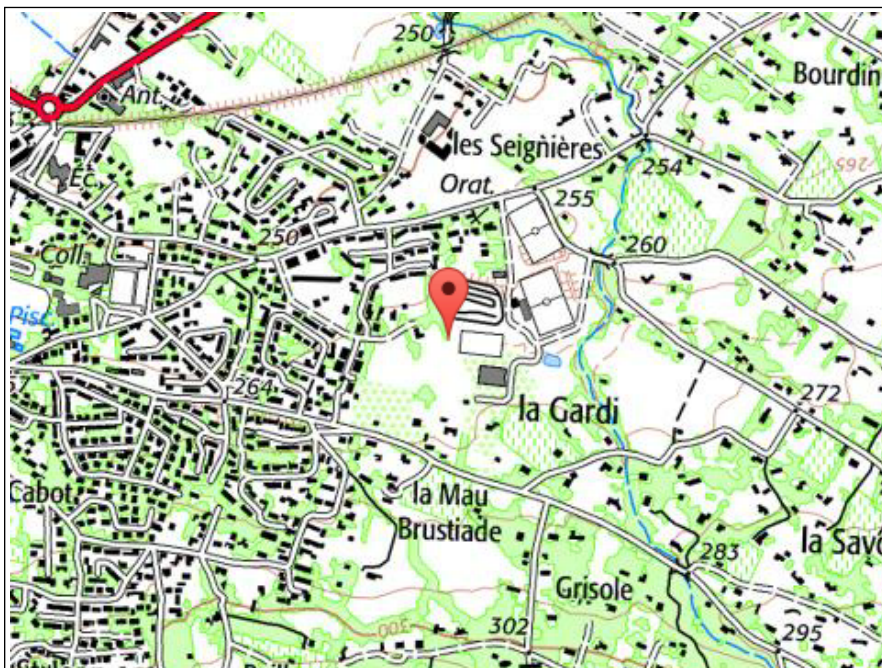 250
Bourdin
Ant.
les Seignières
254
265
Éc.
Orat.
255
250
Coll.
260
Pisc.
264
272
la Gardi
Cabot
la Mau
Brustiade
283
la Savo
Grisole
300
302
295